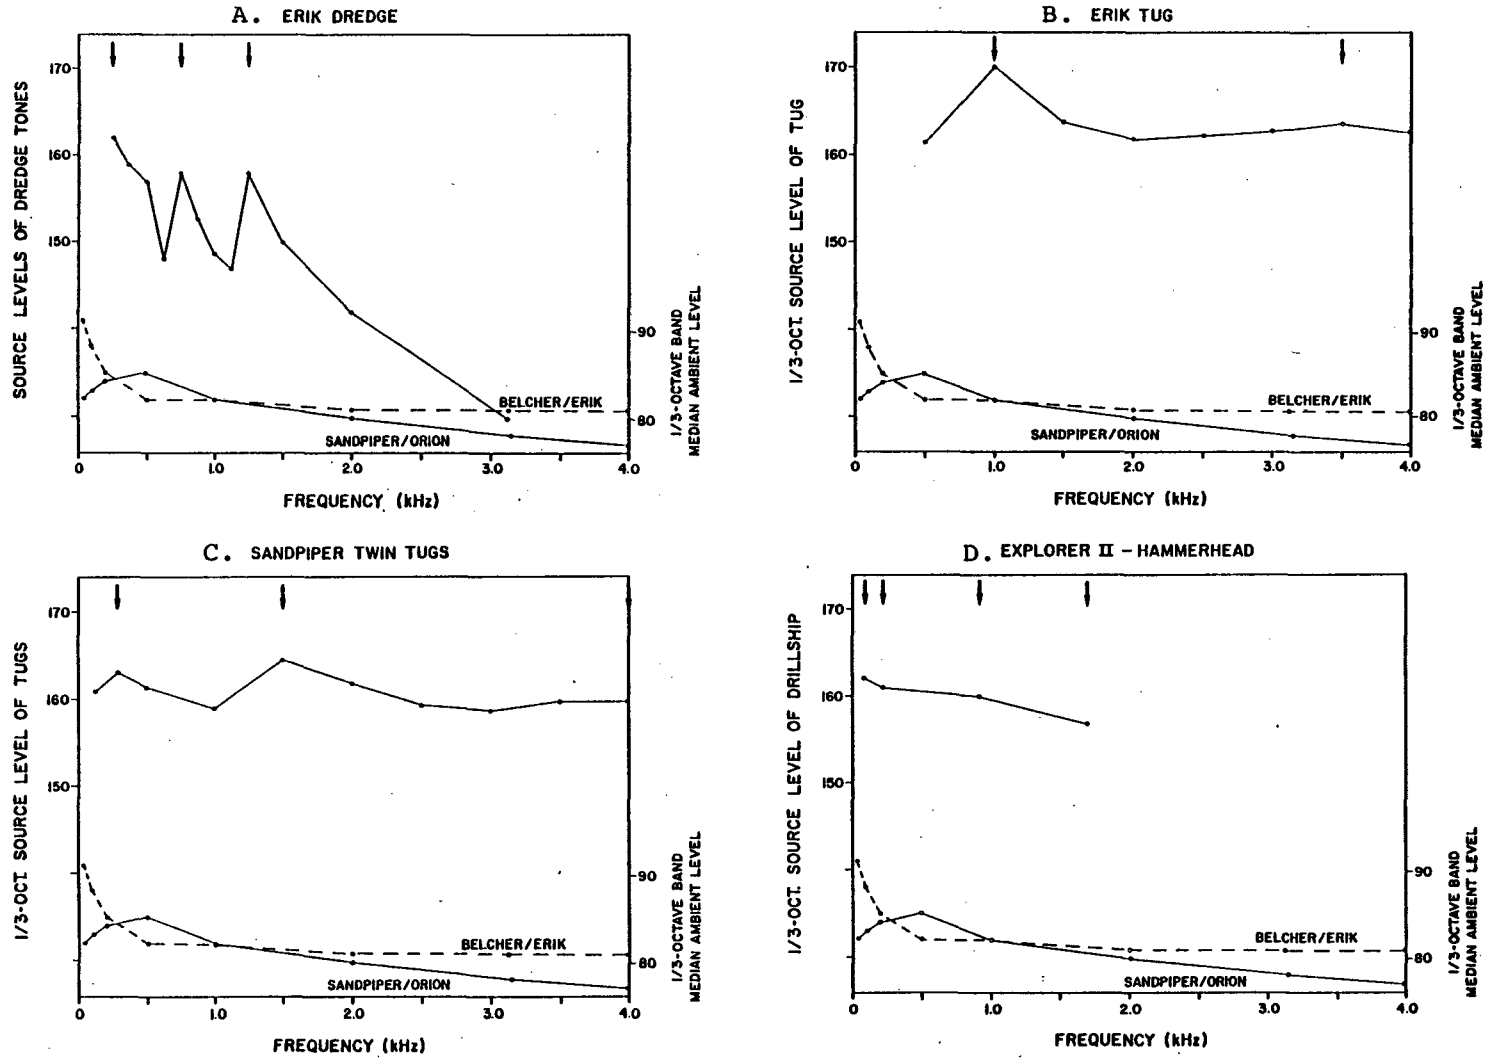 A. ERIK DREDGE
SOURCE LEVELS OF DREDGE TONES
170
160
150
90
80
1/3-OCTAVE BAND
MEDIAN AMBIENT LEVEL
BELCHER/ERIK
SANDPIPER/ORION
0 1.0 2.0 3.0 4.0
FREQUENCY (kHz)
B. ERIK TUG
1/3-OCT. SOURCE LEVEL OF TUG
170
160
150
90
80
1/3-OCTAVE BAND
MEDIAN AMBIENT LEVEL
BELCHER/ERIK
SANDPIPER/ORION
0 1.0 2.0 3.0 4.0
FREQUENCY (kHz)
C. SANDPIPER TWIN TUGS
1/3-OCT. SOURCE LEVEL OF TUGS
170
160
150
90
80
1/3-OCTAVE BAND
MEDIAN AMBIENT LEVEL
BELCHER/ERIK
SANDPIPER/ORION
0 1.0 2.0 3.0 4.0
FREQUENCY (kHz)
D. EXPLORER II - HAMMERHEAD
1/3-OCT. SOURCE LEVEL OF DRILLSHIP
170
160
150
90
80
1/3-OCTAVE BAND
MEDIAN AMBIENT LEVEL
BELCHER/ERIK
SANDPIPER/ORION
0 1.0 2.0 3.0 4.0
FREQUENCY (kHz)